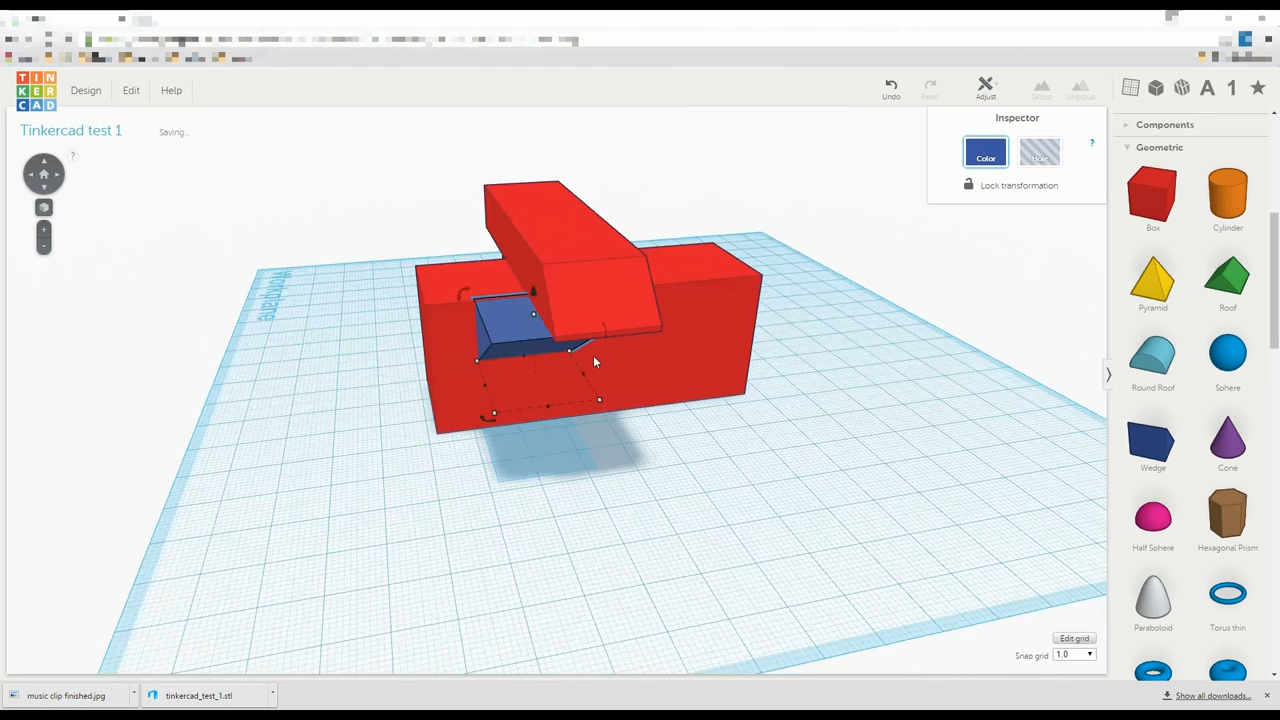 TIN
KER
CAD
Design
Edit
Help
Undo
Redo
Adjust
Group
Ungroup
Tinkercad test 1
Saving...
?
Inspector
Color
Hole
?
Lock transformation
Workplane
Components
Geometric
Box
Cylinder
Pyramid
Roof
Round Roof
Sphere
Wedge
Cone
Half Sphere
Hexagonal Prism
Paraboloid
Torus thin
Edit grid
Snap grid 1.0
music clip finished.jpg
tinkercad_test_1.stl
Show all downloads...